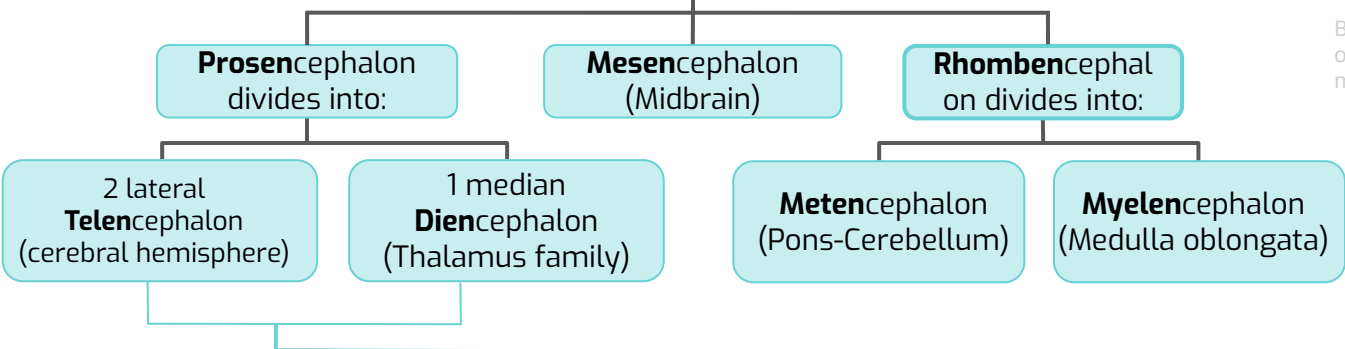 Prosencephalon
divides into:
Mesencephalon
(Midbrain)
Rhombencephal
on divides into:
2 lateral
Telencephalon
(cerebral hemisphere)
1 median
Diencephalon
(Thalamus family)
Metencephalon
(Pons-Cerebellum)
Myelencephalon
(Medulla oblongata)